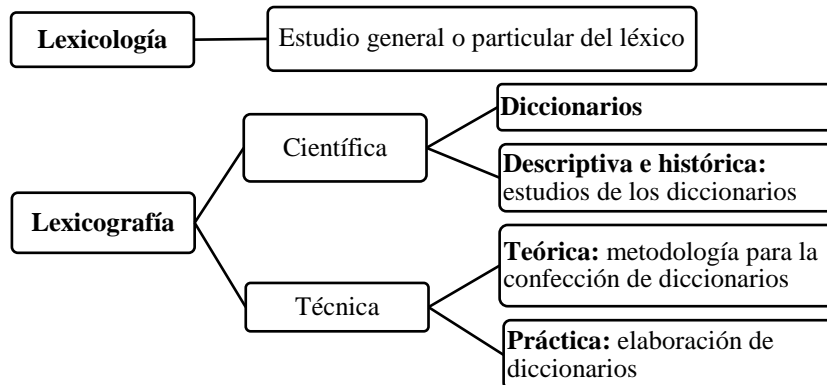 Lexicología
Estudio general o particular del léxico
Científica
Diccionarios
Descriptiva e histórica:
estudios de los diccionarios
Lexicografía
Técnica
Teórica: metodología para la
confección de diccionarios
Práctica: elaboración de
diccionarios